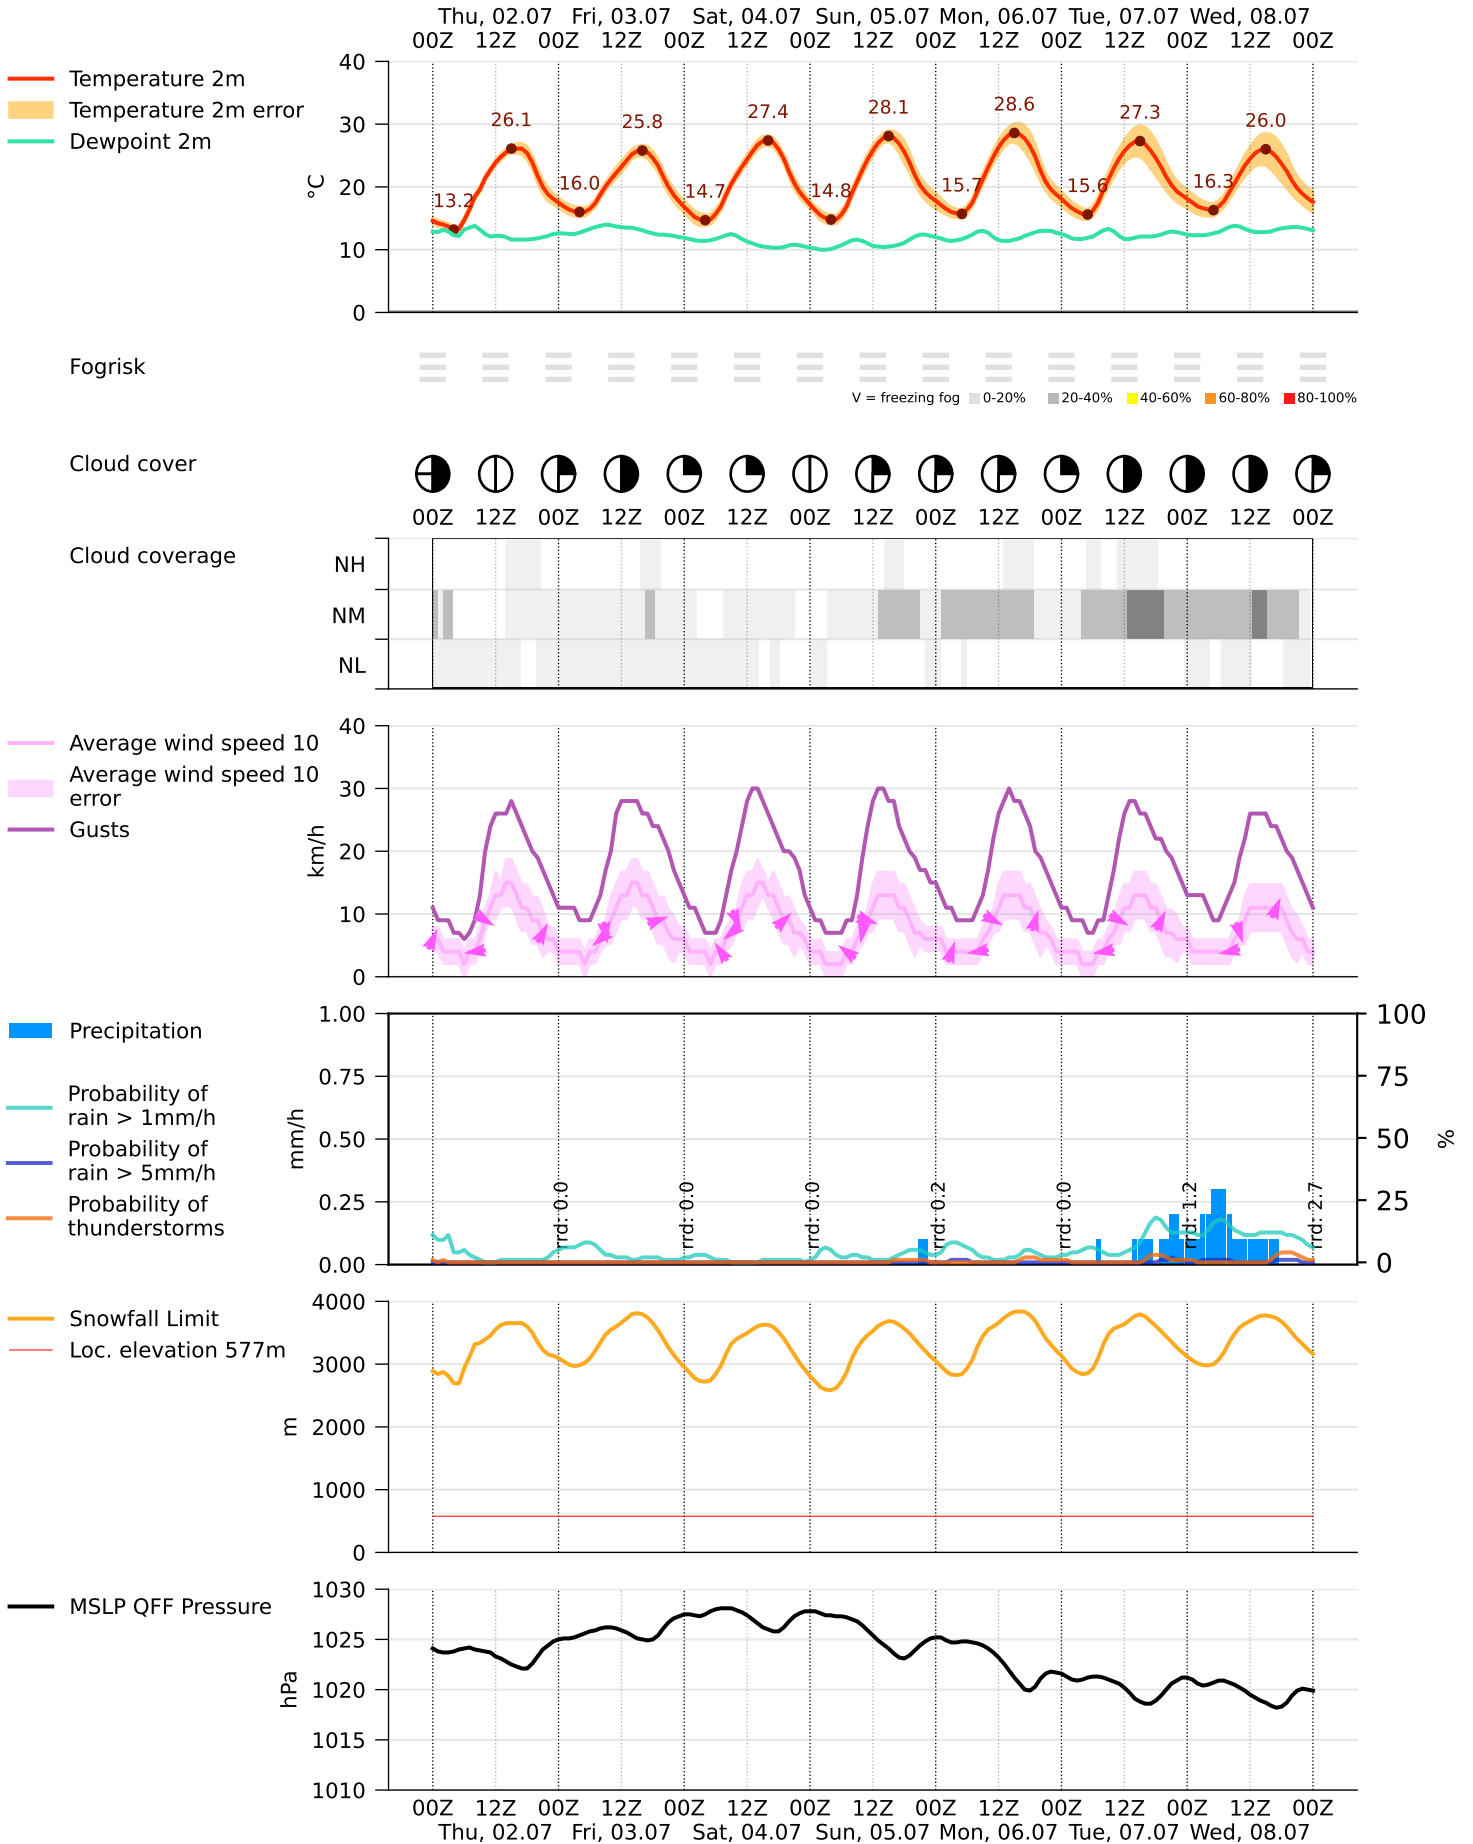 Thu, 02.07 Fri, 03.07 Sat, 04.07 Sun, 05.07 Mon, 06.07 Tue, 07.07 Wed, 08.07
00Z 12Z 00Z 12Z 00Z 12Z 00Z 12Z 00Z 12Z 00Z 12Z 00Z 12Z 00Z
Temperature 2m
Temperature 2m error
Dewpoint 2m
°C
40
30
20
10
0
13.2 26.1 16.0 25.8 14.7 27.4 14.8 28.1 15.7 28.6 15.6 27.3 16.3 26.0
Fogrisk
V = freezing fog 0-20% 20-40% 40-60% 60-80% 80-100%
Cloud cover
00Z 12Z 00Z 12Z 00Z 12Z 00Z 12Z 00Z 12Z 00Z 12Z 00Z 12Z 00Z
Cloud coverage
NH
NM
NL
Average wind speed 10
Average wind speed 10
error
Gusts
km/h
40
30
20
10
0
Precipitation
Probability of
rain > 1mm/h
Probability of
rain > 5mm/h
Probability of
thunderstorms
mm/h
1.00
0.75
0.50
0.25
0.00
rrd: 0.0 rrd: 0.0 rrd: 0.0 rrd: 0.2 rrd: 0.0 rrd: 1.2 rrd: 2.7
100
75
50
25
0
%
Snowfall Limit
Loc. elevation 577m
m
4000
3000
2000
1000
0
MSLP QFF Pressure
hPa
1030
1025
1020
1015
1010
00Z 12Z 00Z 12Z 00Z 12Z 00Z 12Z 00Z 12Z 00Z 12Z 00Z 12Z 00Z
Thu, 02.07 Fri, 03.07 Sat, 04.07 Sun, 05.07 Mon, 06.07 Tue, 07.07 Wed, 08.07